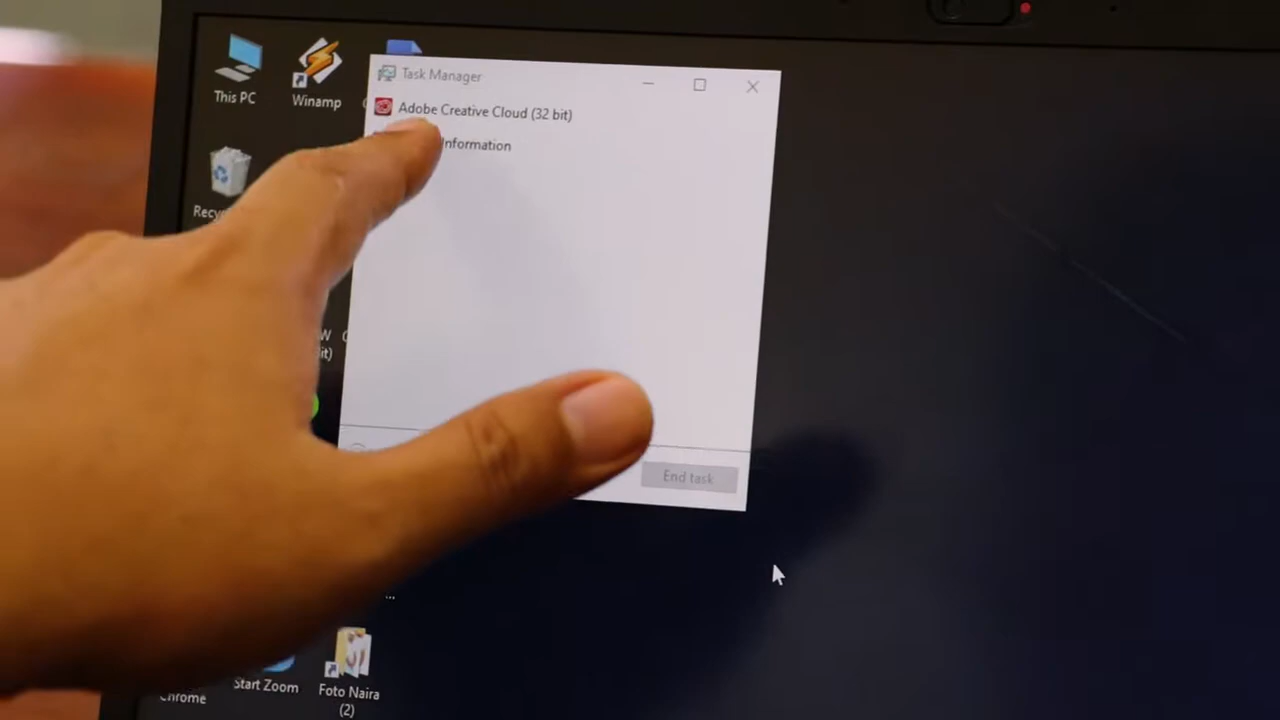 Task Manager
This PC
Winamp
Adobe Creative Cloud (32 bit)
Information
End task
Chrome
Start Zoom
Foto Naira
(2)